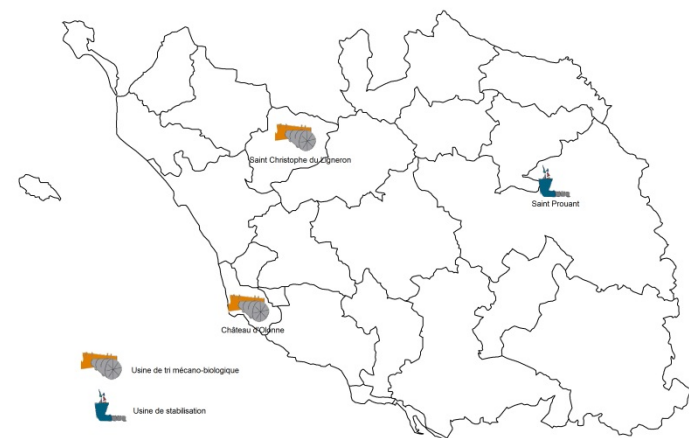 Saint Christophe du Ligneron
Saint Prouant
Château d'Olonne
Usine de tri mécano-biologique
Usine de stabilisation